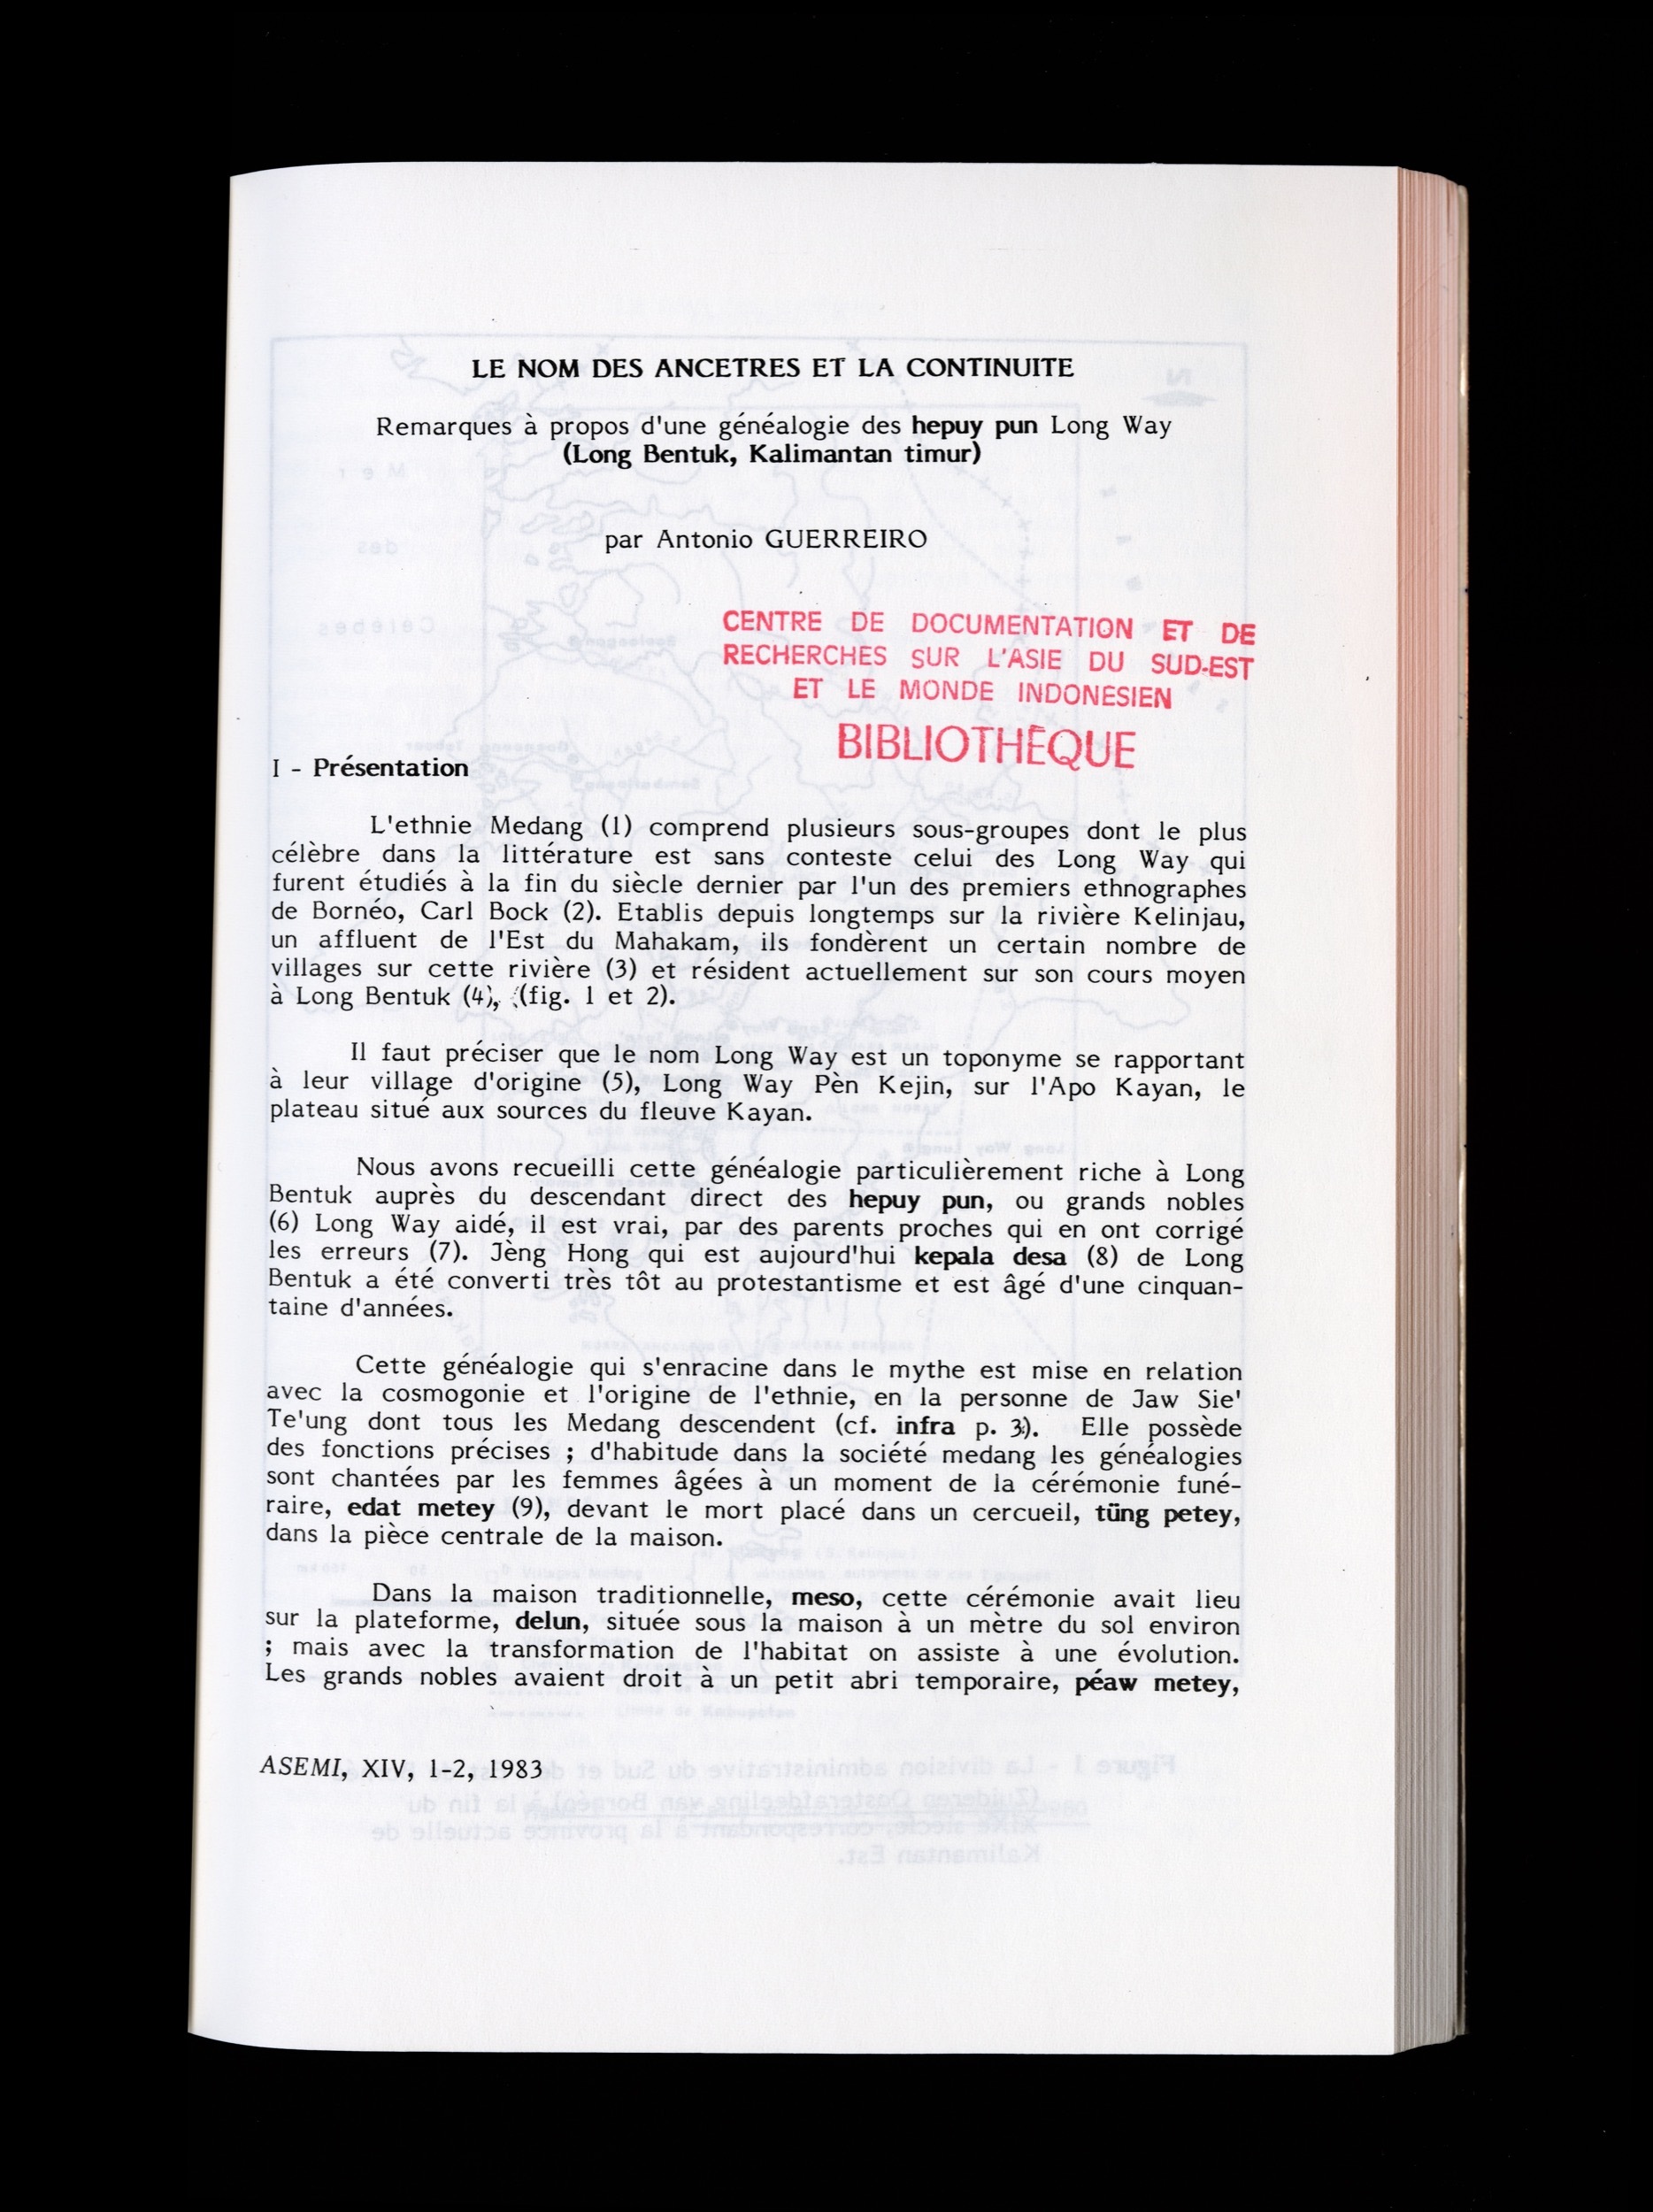 LE NOM DES ANCETRES ET LA CONTINUITE
Remarques à propos d'une généalogie des hepuy pun Long Way
(Long Bentuk, Kalimantan timur)
par Antonio GUERREIRO
CENTRE DE DOCUMENTATION ET DE
RECHERCHES SUR L'ASIE DU SUD-EST
ET LE MONDE INDONESIEN
BIBLIOTHÈQUE
I - Présentation
L'ethnie Medang (1) comprend plusieurs sous-groupes dont le plus
célèbre dans la littérature est sans conteste celui des Long Way qui
furent étudiés à la fin du siècle dernier par l'un des premiers ethnographes
de Bornéo, Carl Bock (2). Etablis depuis longtemps sur la rivière Kelinjau,
un affluent de l'Est du Mahakam, ils fondèrent un certain nombre de
villages sur cette rivière (3) et résident actuellement sur son cours moyen
à Long Bentuk (4), (fig. 1 et 2).
Il faut préciser que le nom Long Way est un toponyme se rapportant
à leur village d'origine (5), Long Way Pèn Kejin, sur l'Apo Kayan, le
plateau situé aux sources du fleuve Kayan.
Nous avons recueilli cette généalogie particulièrement riche à Long
Bentuk auprès du descendant direct des hepuy pun, ou grands nobles
(6) Long Way aidé, il est vrai, par des parents proches qui en ont corrigé
les erreurs (7). Jèng Hong qui est aujourd'hui kepala desa (8) de Long
Bentuk a été converti très tôt au protestantisme et est âgé d'une cinquan-
taine d'années.
Cette généalogie qui s'enracine dans le mythe est mise en relation
avec la cosmogonie et l'origine de l'ethnie, en la personne de Jaw Sie'
Te'ung dont tous les Medang descendent (cf. infra p. 3). Elle possède
des fonctions précises ; d'habitude dans la société medang les généalogies
sont chantées par les femmes âgées à un moment de la cérémonie funé-
raire, edat metey (9), devant le mort placé dans un cercueil, tüng petey,
dans la pièce centrale de la maison.
Dans la maison traditionnelle, meso, cette cérémonie avait lieu
sur la plateforme, delun, située sous la maison à un mètre du sol environ
; mais avec la transformation de l'habitat on assiste à une évolution.
Les grands nobles avaient droit à un petit abri temporaire, péaw metey,
ASEMI, XIV, 1-2, 1983